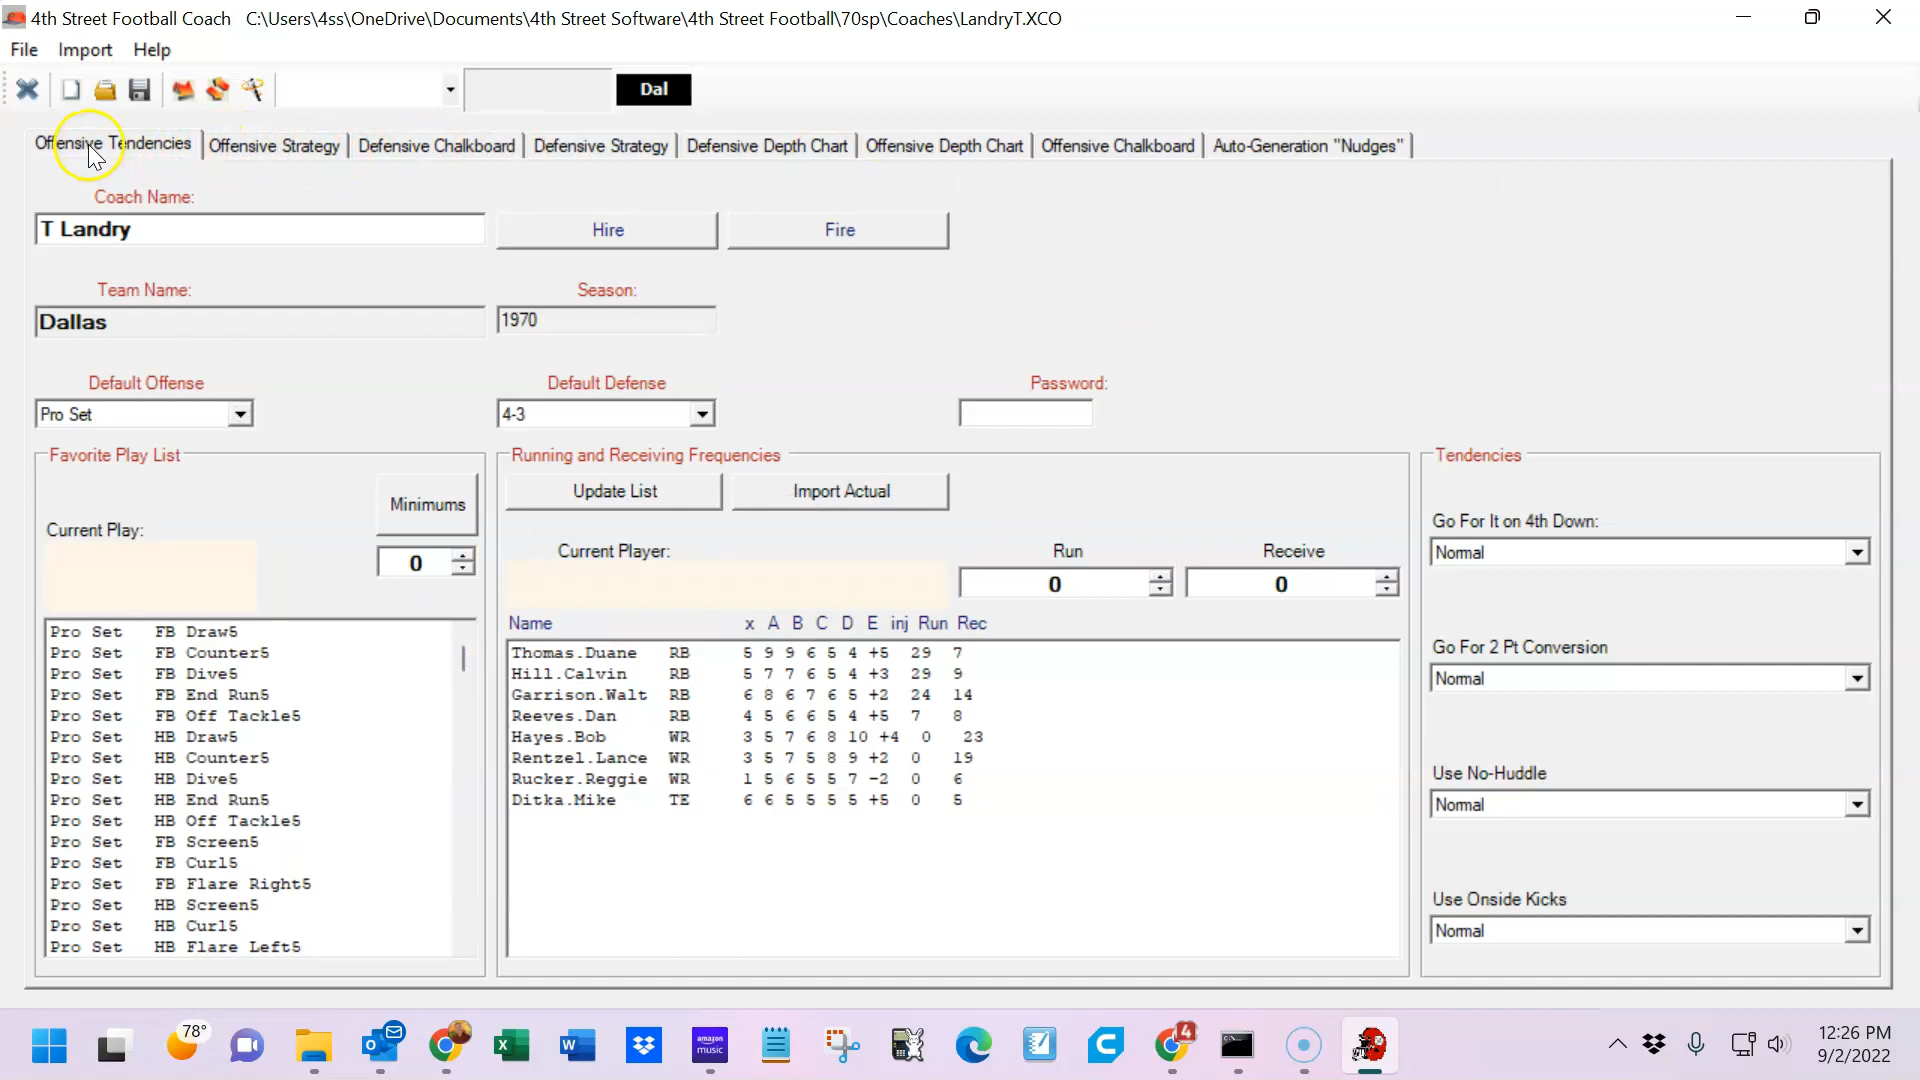 4th Street Football Coach C:\Users\4ss\OneDrive\Documents\4th Street Software\4th Street Football\70sp\Coaches\LandryT.XCO
File Import Help
Dal
Offensive Tendencies Offensive Strategy Defensive Chalkboard Defensive Strategy Defensive Depth Chart Offensive Depth Chart Offensive Chalkboard Auto-Generation "Nudges"
Coach Name:
T Landry Hire Fire
Team Name: Season:
Dallas 1970
Default Offense Default Defense Password:
Pro Set 4-3
Favorite Play List
Minimums
Current Play:
0
Pro Set FB Draw5
Pro Set FB Counter5
Pro Set FB Dive5
Pro Set FB End Run5
Pro Set FB Off Tackle5
Pro Set HB Draw5
Pro Set HB Counter5
Pro Set HB Dive5
Pro Set HB End Run5
Pro Set HB Off Tackle5
Pro Set FB Screen5
Pro Set FB Curl5
Pro Set FB Flare Right5
Pro Set HB Screen5
Pro Set HB Curl5
Pro Set HB Flare Left5
Running and Receiving Frequencies
Update List Import Actual
Current Player: Run Receive
0 0
Name x A B C D E inj Run Rec
Thomas.Duane RB 5 9 9 6 5 4 +5 29 7
Hill.Calvin RB 5 7 7 6 5 4 +3 29 9
Garrison.Walt RB 6 8 6 7 6 5 +2 24 14
Reeves.Dan RB 4 5 6 6 5 4 +5 7 8
Hayes.Bob WR 3 5 7 6 8 10 +4 0 23
Rentzel.Lance WR 3 5 7 5 8 9 +2 0 19
Rucker.Reggie WR 1 5 6 5 5 7 -2 0 6
Ditka.Mike TE 6 6 5 5 5 5 +5 0 5
Tendencies
Go For It on 4th Down:
Normal
Go For 2 Pt Conversion
Normal
Use No-Huddle
Normal
Use Onside Kicks
Normal
78°
amazon
music
4
12:26 PM
9/2/2022